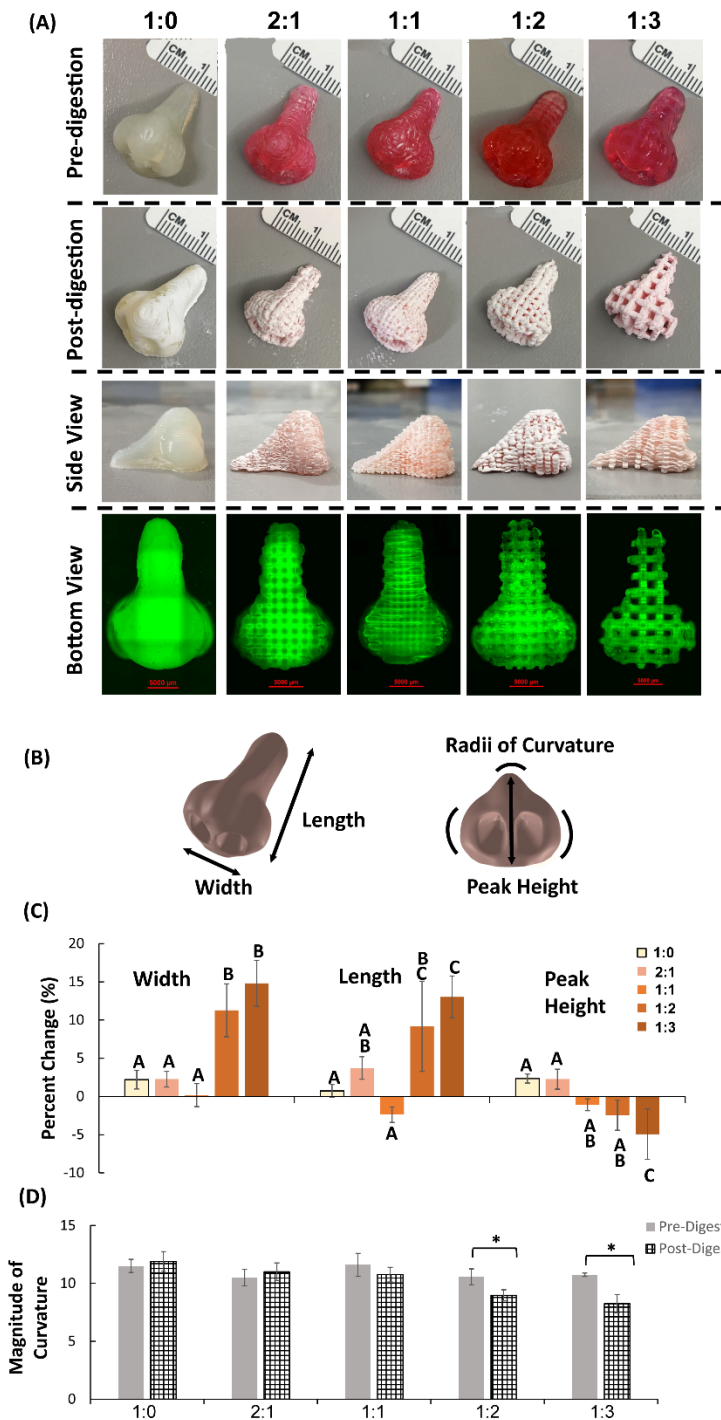 (A)
1:0 2:1 1:1 1:2 1:3
Pre-digestion
CM 1
CM 1
CM 1
CM 1
CM 1
Post-digestion
CM 1
CM 1
CM 1
CM 1
CM 1
Side View
Bottom View
5000 μm 5000 μm 5000 μm 5000 μm 5000 μm
(B)
Radii of Curvature
Length
Width
Peak Height
(C)
Percent Change (%)
20
15
10
5
0
-5
-10
Width
A A A B B
Length
A
A
B
A
B
C
C
Peak
Height
A A
A
B
A
B
C
1:0
2:1
1:1
1:2
1:3
(D)
Magnitude of
Curvature
15
10
5
0
Pre-Diges
Post-Dige
* *
1:0 2:1 1:1 1:2 1:3